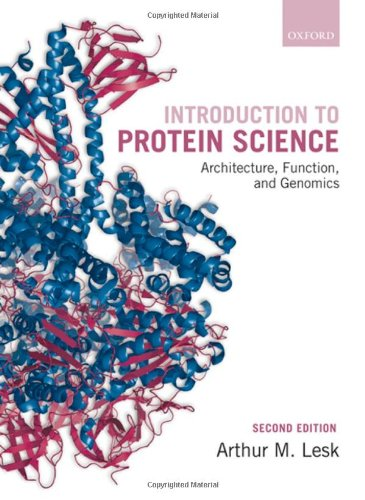 Copyrighted Material
OXFORD
INTRODUCTION TO
PROTEIN SCIENCE
Architecture, Function,
and Genomics
SECOND EDITION
Arthur M. Lesk
Copyrighted Material